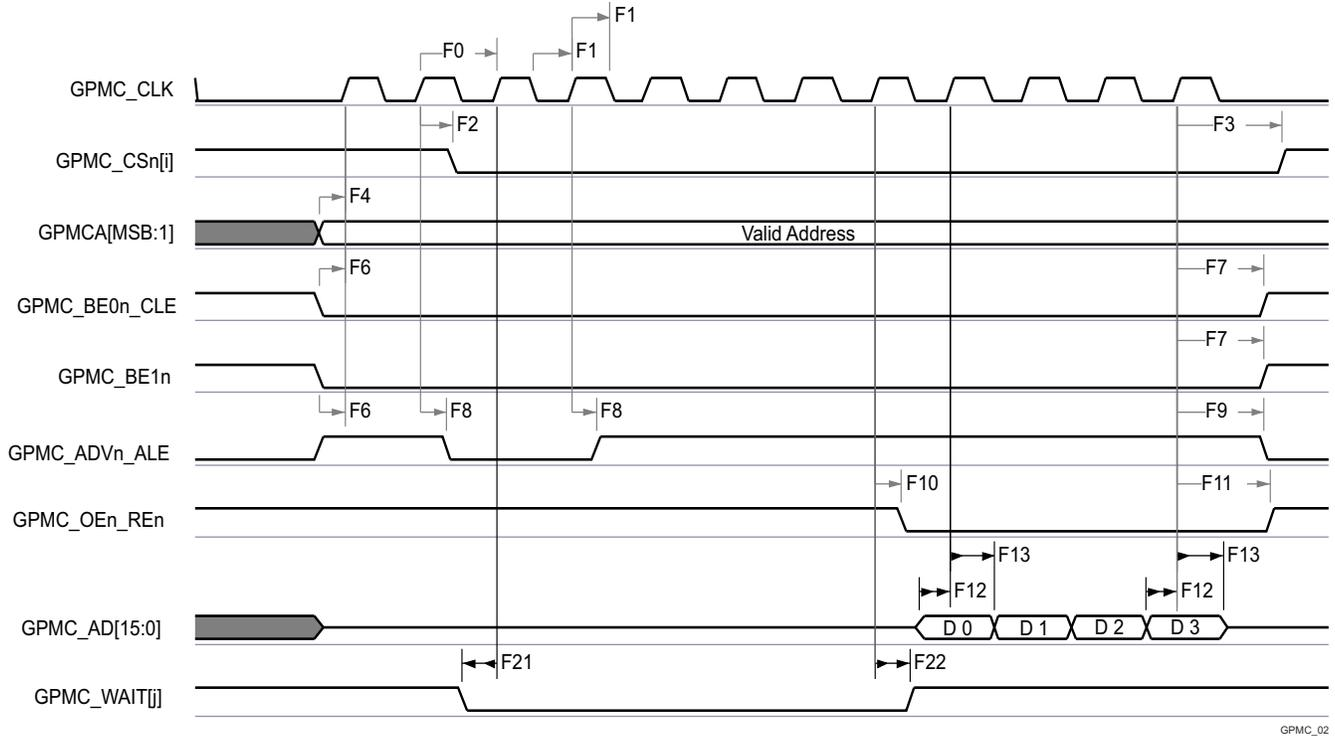 F1
F0
F1
GPMC_CLK
F2
F3
GPMC_CSn[i]
F4
GPMCA[MSB:1]
Valid Address
F6
F7
GPMC_BE0n_CLE
F7
GPMC_BE1n
F6
F8
F8
F9
GPMC_ADVn_ALE
F10
F11
GPMC_OEn_REn
F13
F13
F12
F12
GPMC_AD[15:0]
D 0
D 1
D 2
D 3
F21
F22
GPMC_WAIT[j]
GPMC_02